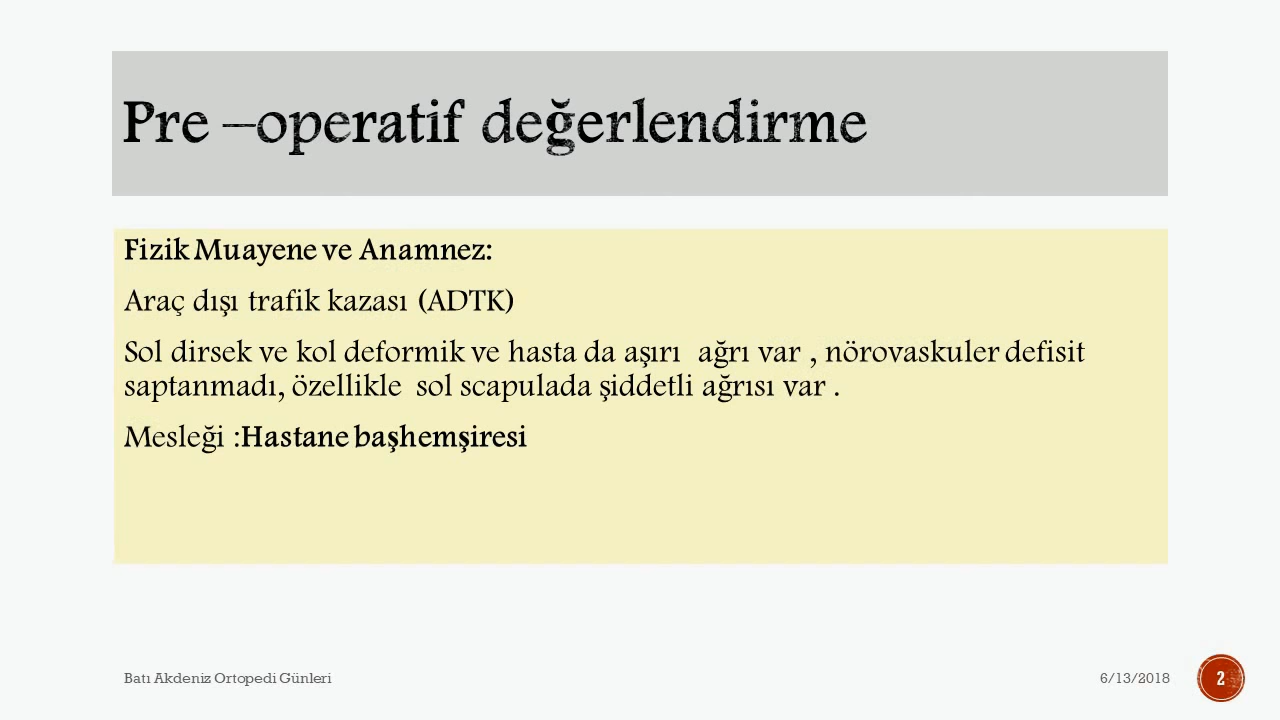 Pre –operatif değerlendirme
Fizik Muayene ve Anamnez:
Araç dışı trafik kazası (ADTK)
Sol dirsek ve kol deformik ve hasta da aşırı  ağrı var , nörovaskuler defisit
saptanmadı, özellikle  sol scapulada şiddetli ağrısı var .
Mesleği :Hastane başhemşiresi
Batı Akdeniz Ortopedi Günleri
6/13/2018
2